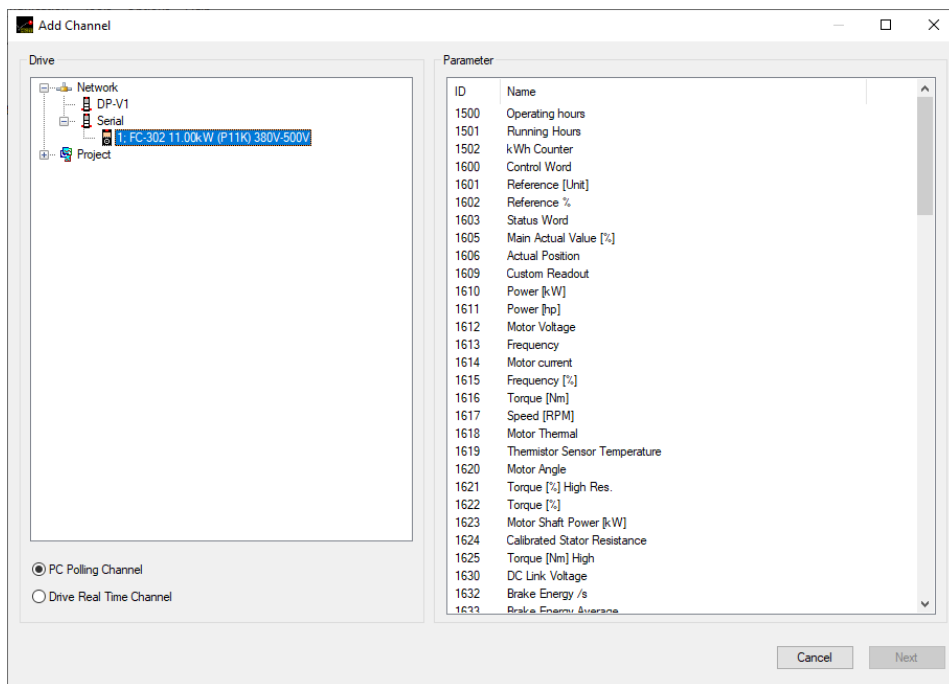 Add Channel
Drive
Network
DP-V1
Serial
1: FC-302 11.00kW (P11K) 380V-500V
Project
PC Polling Channel
Drive Real Time Channel
Parameter
ID Name
1500 Operating hours
1501 Running Hours
1502 kWh Counter
1600 Control Word
1601 Reference [Unit]
1602 Reference %
1603 Status Word
1605 Main Actual Value [%]
1606 Actual Position
1609 Custom Readout
1610 Power [kW]
1611 Power [hp]
1612 Motor Voltage
1613 Frequency
1614 Motor current
1615 Frequency [%]
1616 Torque [Nm]
1617 Speed [RPM]
1618 Motor Thermal
1619 Thermistor Sensor Temperature
1620 Motor Angle
1621 Torque [%] High Res.
1622 Torque [%]
1623 Motor Shaft Power [kW]
1624 Calibrated Stator Resistance
1625 Torque [Nm] High
1630 DC Link Voltage
1632 Brake Energy /s
1633 Brake Energy Average
Cancel Next